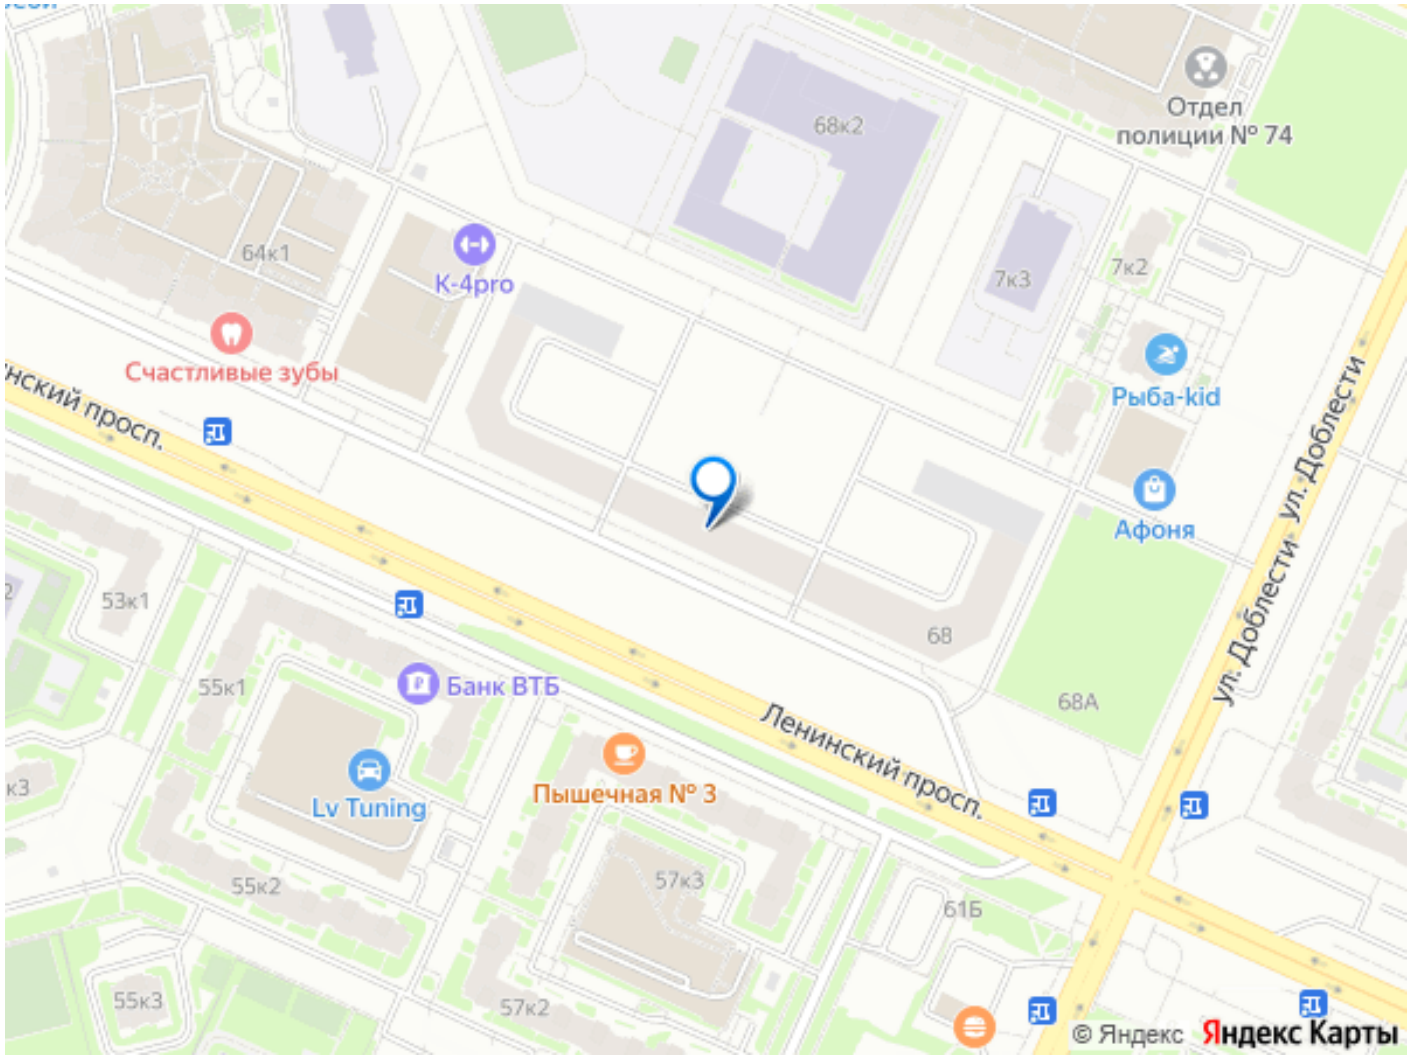 Отдел
полиции № 74
68к2
64к1
K-4pro
7к3
7к2
Счастливые зубы
Рыба-kid
просп.
ул. Доблести
ул. Доблести
Афоня
53к1
68
55к1
Банк ВТБ
68А
Ленинский просп.
Lv Tuning
Пышечная № 3
к3
55к2
57к3
61Б
55к3
57к2
© Яндекс Яндекс Карты